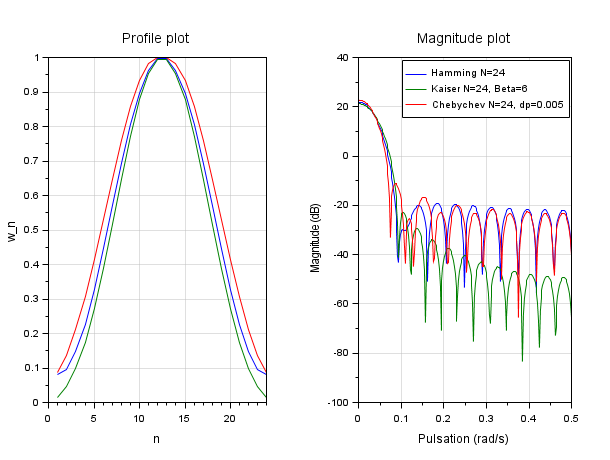 Profile plot
1
0.9
0.8
0.7
0.6
0.5
0.4
0.3
0.2
0.1
0
w_n
0 5 10 15 20
n
Magnitude plot
Hamming N=24
Kaiser N=24, Beta=6
Chebychev N=24, dp=0.005
40
20
0
-20
-40
-60
-80
-100
Magnitude (dB)
0 0.1 0.2 0.3 0.4 0.5
Pulsation (rad/s)